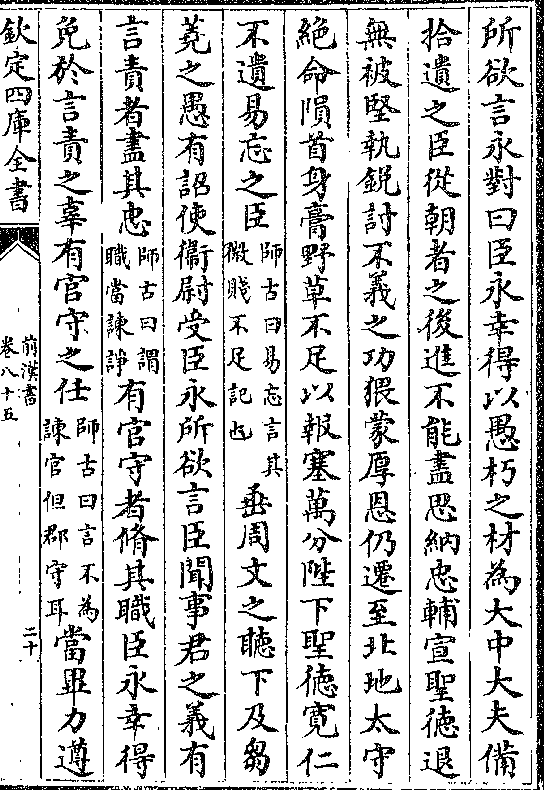 所欲言永對曰臣永幸得以愚朽之材為大中大夫備
拾遺之臣從朝者之後進不能盡思納忠輔宣聖徳退
無被堅執鋭討不義之功猥蒙厚恩仍遷至北地太守
絶命隕首身膏野草不足以報塞萬分陛下聖徳寛仁
不遺易忘之臣師古曰易忘言其微賤不足記也垂周文之聽下及芻
蕘之愚有詔使衞尉受臣永所欲言臣聞事君之義有
言責者盡其忠師古曰謂職當諫諍有官守者脩其職臣永幸得
免於言責之辜有官守之任師古曰言不為諫官但郡守耳當畢力遵
欽定四庫全書
前漢書
卷八十五
二十